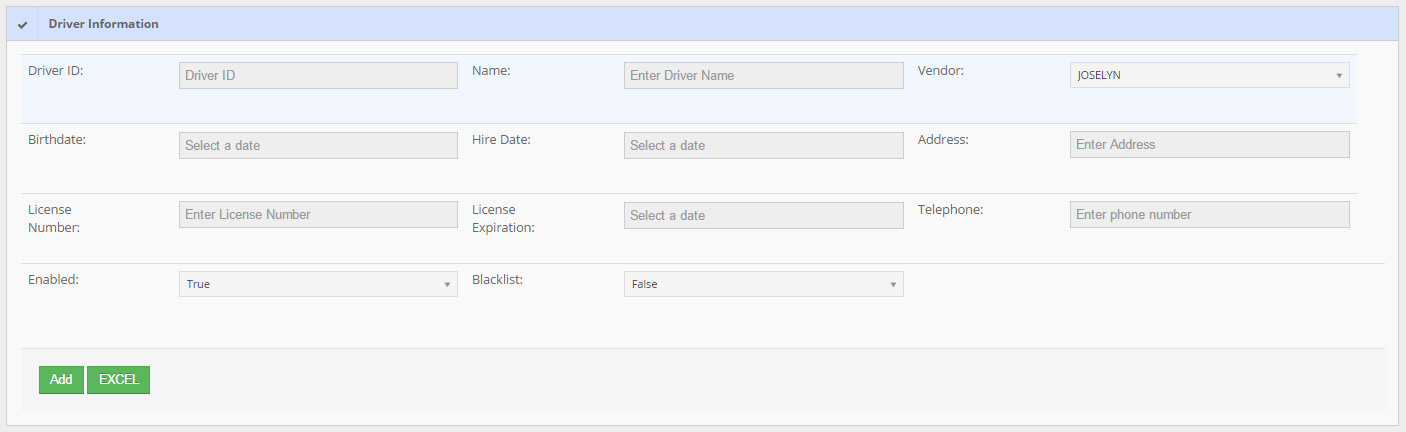 Driver Information
Driver ID: Driver ID Name: Enter Driver Name Vendor: JOSELYN
Birthdate: Select a date Hire Date: Select a date Address: Enter Address
License Number: Enter License Number License Expiration: Select a date Telephone: Enter phone number
Enabled: True Blacklist: False
Add EXCEL